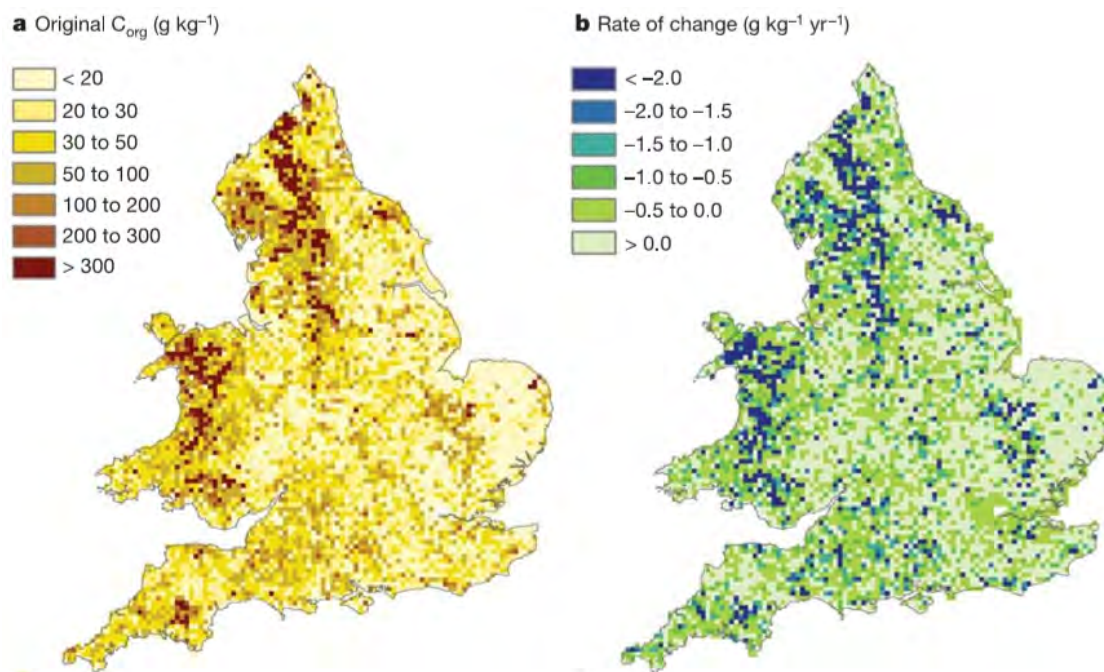 a Original Corg (g kg⁻¹)
< 20
20 to 30
30 to 50
50 to 100
100 to 200
200 to 300
> 300
b Rate of change (g kg⁻¹ yr⁻¹)
< −2.0
−2.0 to −1.5
−1.5 to −1.0
−1.0 to −0.5
−0.5 to 0.0
> 0.0